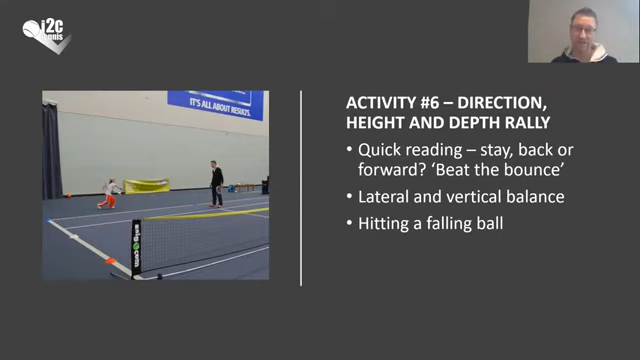 i2c
tennis
IT'S ALL ABOUT RESULTS.
ACTIVITY #6 – DIRECTION,
HEIGHT AND DEPTH RALLY
• Quick reading – stay, back or
forward? ‘Beat the bounce’
• Lateral and vertical balance
• Hitting a falling ball